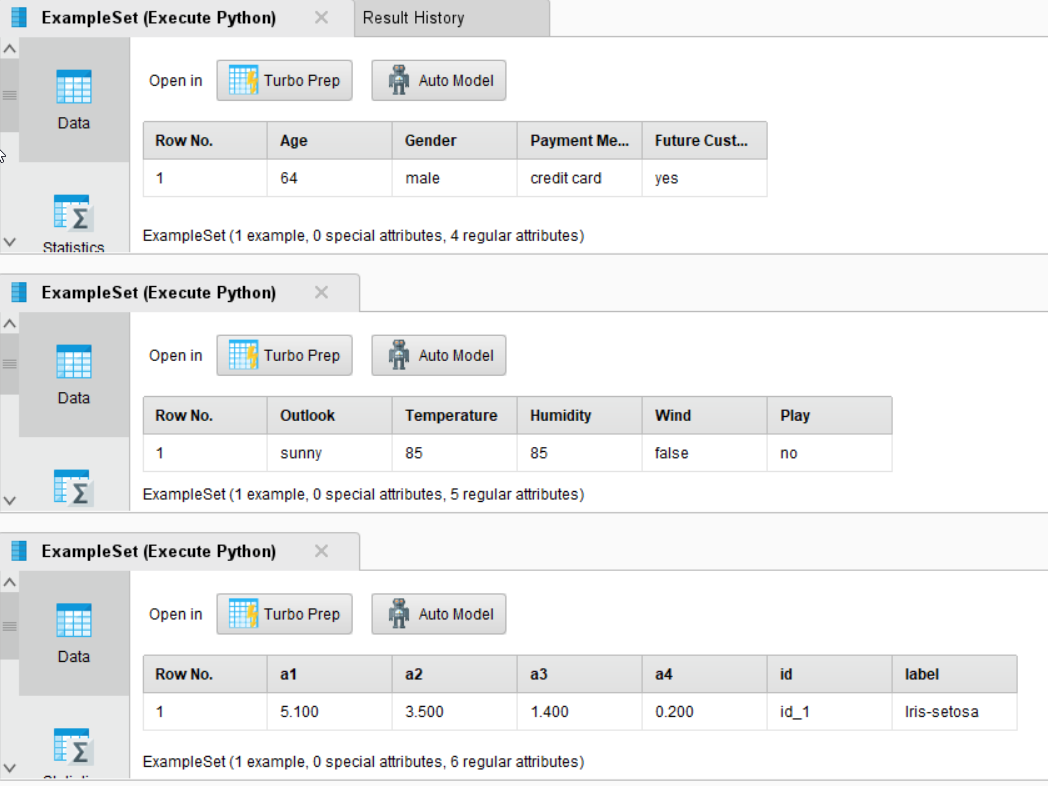 ExampleSet (Execute Python) Result History
Open in Turbo Prep Auto Model
Data
Row No. Age Gender Payment Me... Future Cust...
1 64 male credit card yes
Statistics
ExampleSet (1 example, 0 special attributes, 4 regular attributes)
ExampleSet (Execute Python)
Open in Turbo Prep Auto Model
Data
Row No. Outlook Temperature Humidity Wind Play
1 sunny 85 85 false no
ExampleSet (1 example, 0 special attributes, 5 regular attributes)
ExampleSet (Execute Python)
Open in Turbo Prep Auto Model
Data
Row No. a1 a2 a3 a4 id label
1 5.100 3.500 1.400 0.200 id_1 Iris-setosa
ExampleSet (1 example, 0 special attributes, 6 regular attributes)